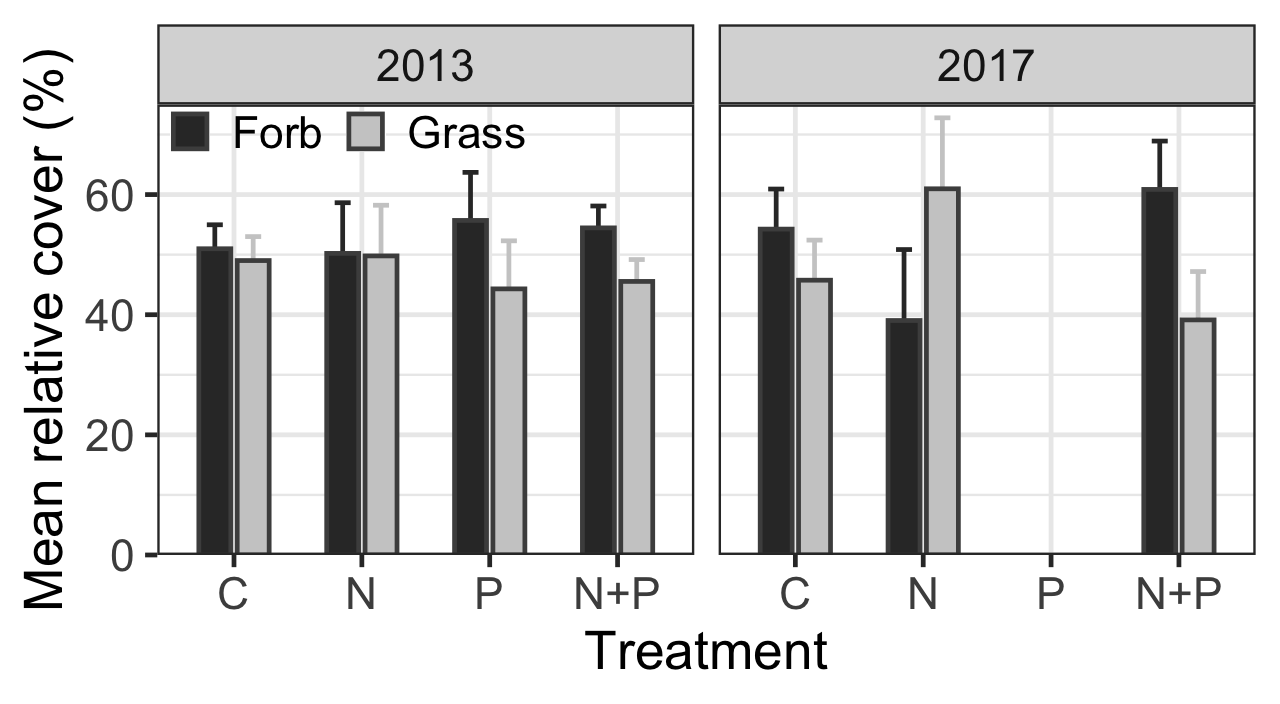 2013 2017
Forb Grass
Mean relative cover (%)
60
40
20
0
C N P N+P C N P N+P
Treatment